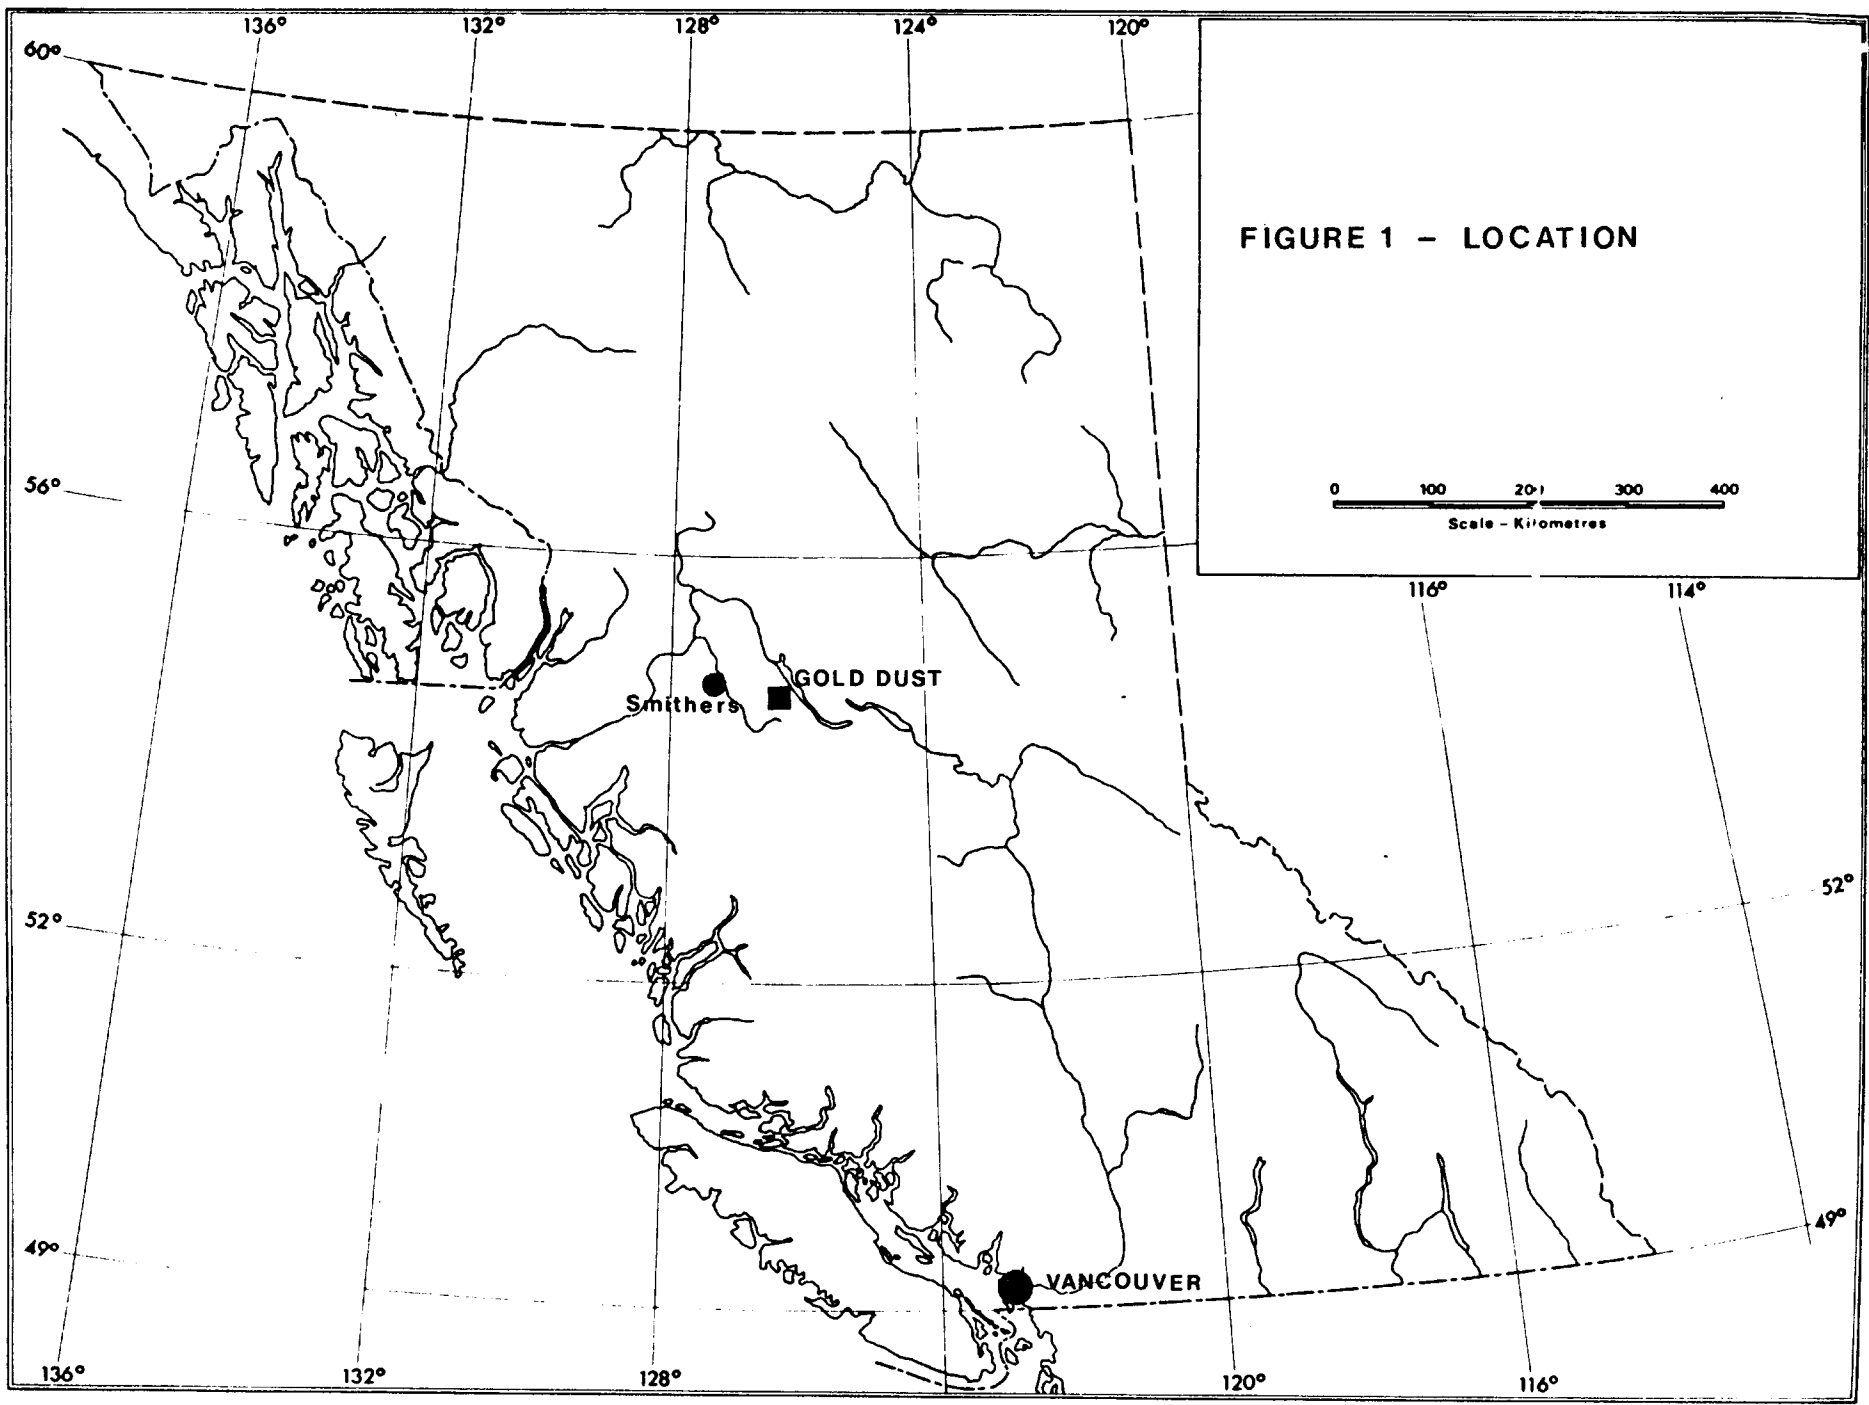 136° 132° 128° 124° 120°
60°
FIGURE 1 – LOCATION
56°
0 100 200 300 400
Scale – Kilometres
116° 114°
GOLD DUST
Smithers
52°
52°
49°
49°
VANCOUVER
136° 132° 128° 120° 116°